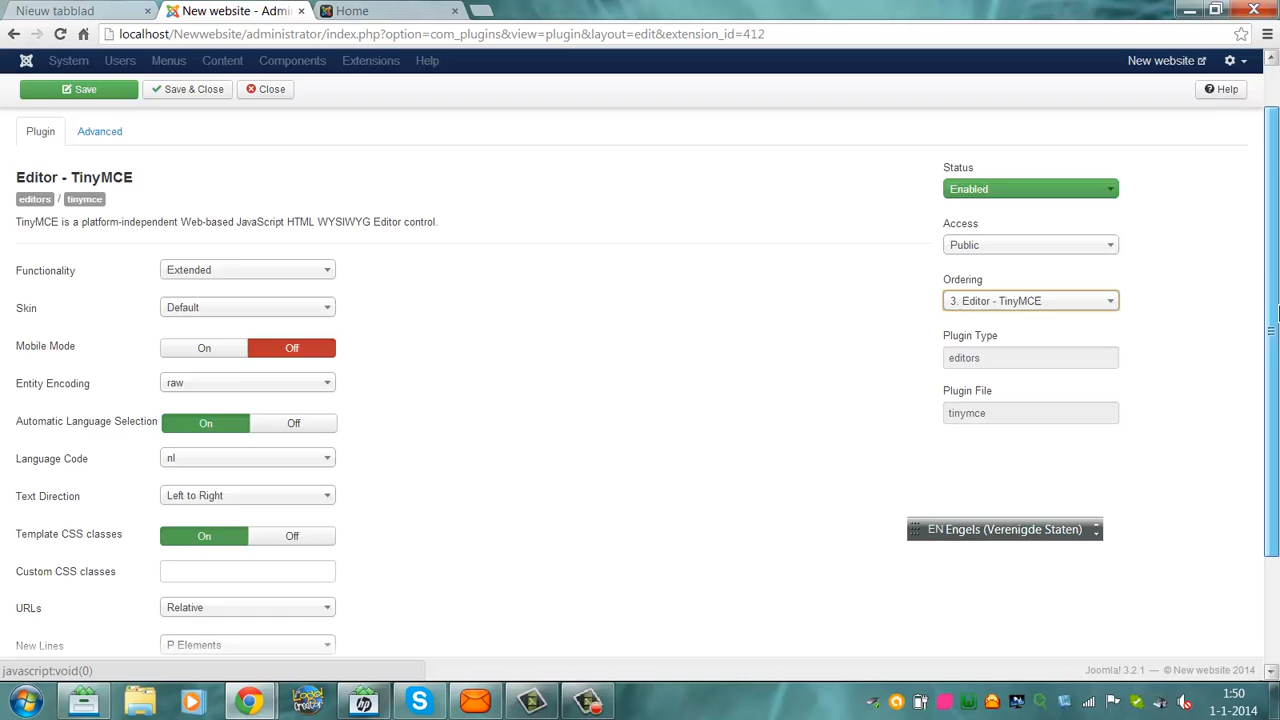 Nieuw tabblad
New website - Admi
Home
localhost/Newwebsite/administrator/index.php?option=com_plugins&view=plugin&layout=edit&extension_id=412
System Users Menus Content Components Extensions Help New website
Save Save & Close Close Help
Plugin Advanced
Editor - TinyMCE
editors / tinymce
TinyMCE is a platform-independent Web-based JavaScript HTML WYSIWYG Editor control.
Functionality Extended
Skin Default
Mobile Mode On Off
Entity Encoding raw
Automatic Language Selection On Off
Language Code nl
Text Direction Left to Right
Template CSS classes On Off
Custom CSS classes
URLs Relative
New Lines P Elements
Status
Enabled
Access
Public
Ordering
3. Editor - TinyMCE
Plugin Type
editors
Plugin File
tinymce
EN Engels (Verenigde Staten)
javascript:void(0)
Joomla! 3.2.1 — © New website 2014
1:50
1-1-2014